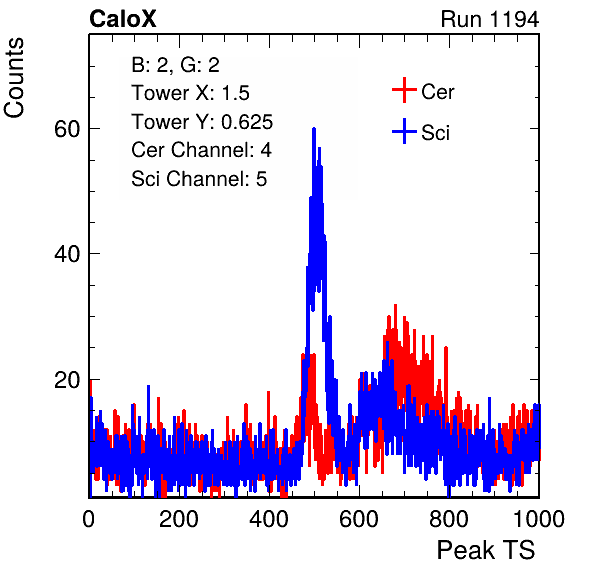 CaloX Run 1194
Counts
B: 2, G: 2
Tower X: 1.5
Tower Y: 0.625
Cer Channel: 4
Sci Channel: 5
Cer
Sci
60
40
20
0 200 400 600 800 1000
Peak TS